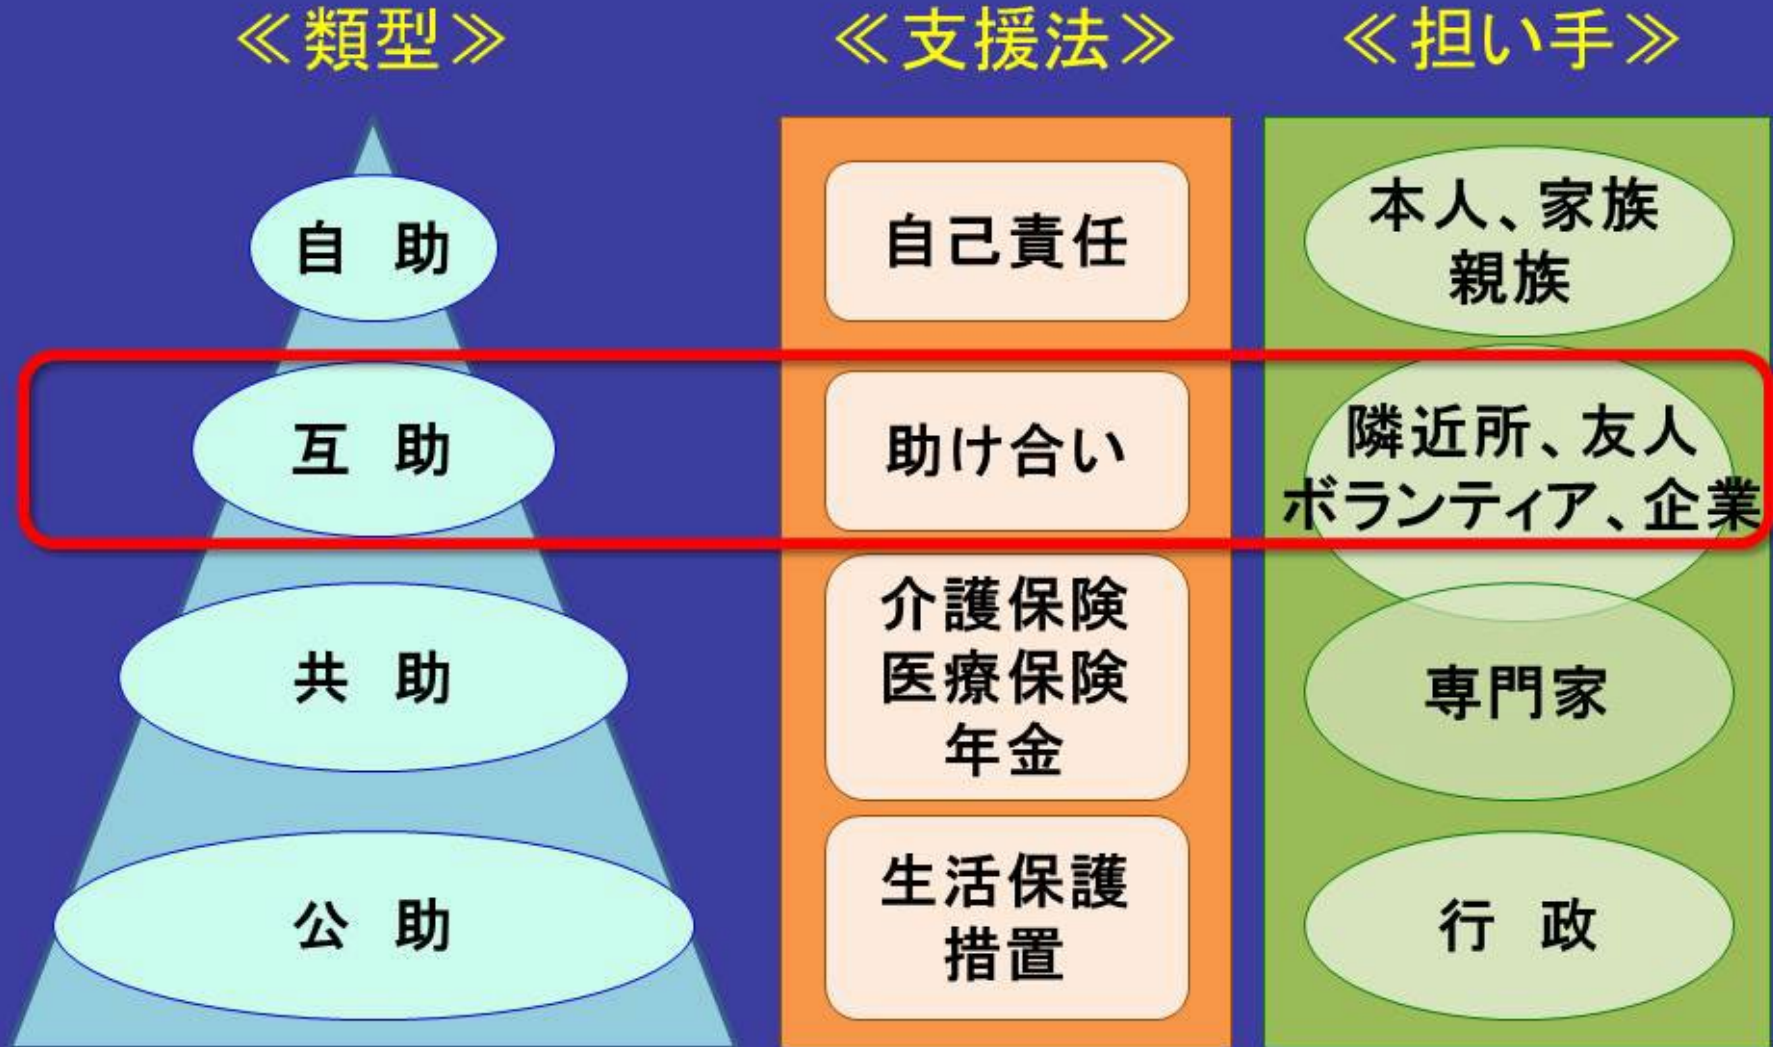 ≪類型≫
≪支援法≫
≪担い手≫
自 助
自己責任
本人、家族
親族
互 助
助け合い
隣近所、友人
ボランティア、企業
共 助
介護保険
医療保険
年金
専門家
公 助
生活保護
措置
行 政